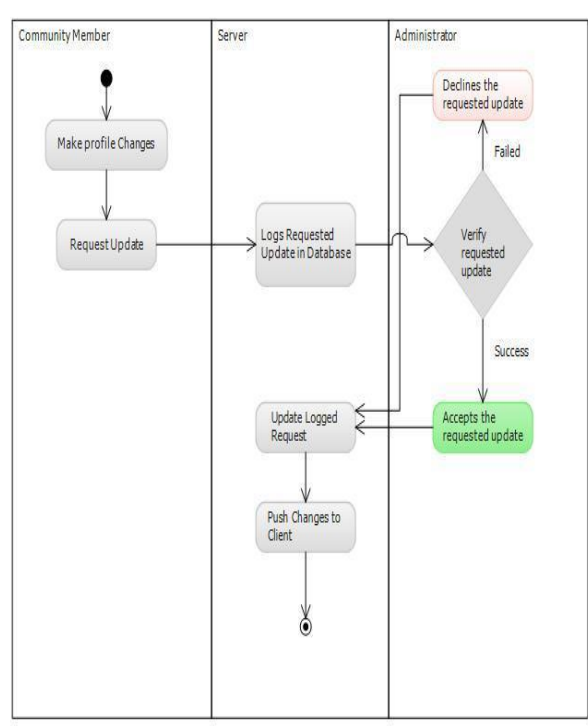 Community Member
Server
Administrator
Declines the
requested update
Make profile Changes
Failed
Request Update
Logs Requested
Update in Database
Verify
requested
update
Success
Update Logged
Request
Accepts the
requested update
Push Changes to
Client